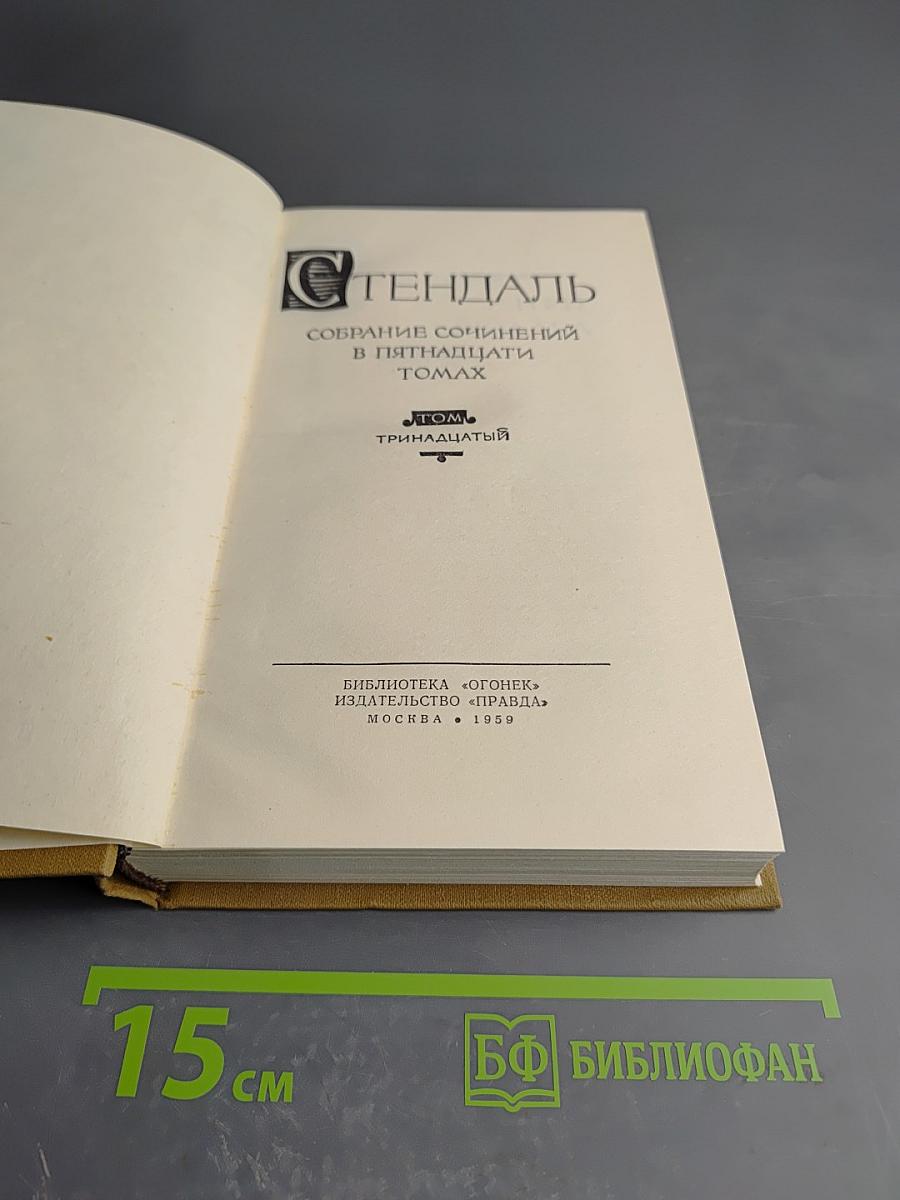 СТЕНДАЛЬ
СОБРАНИЕ СОЧИНЕНИЙ
В ПЯТНАДЦАТИ
ТОМАХ
ТОМ
ТРИНАДЦАТЫЙ
БИБЛИОТЕКА «ОГОНЕК»
ИЗДАТЕЛЬСТВО «ПРАВДА»
МОСКВА • 1959
15 см
БФ БИБЛИОФАН